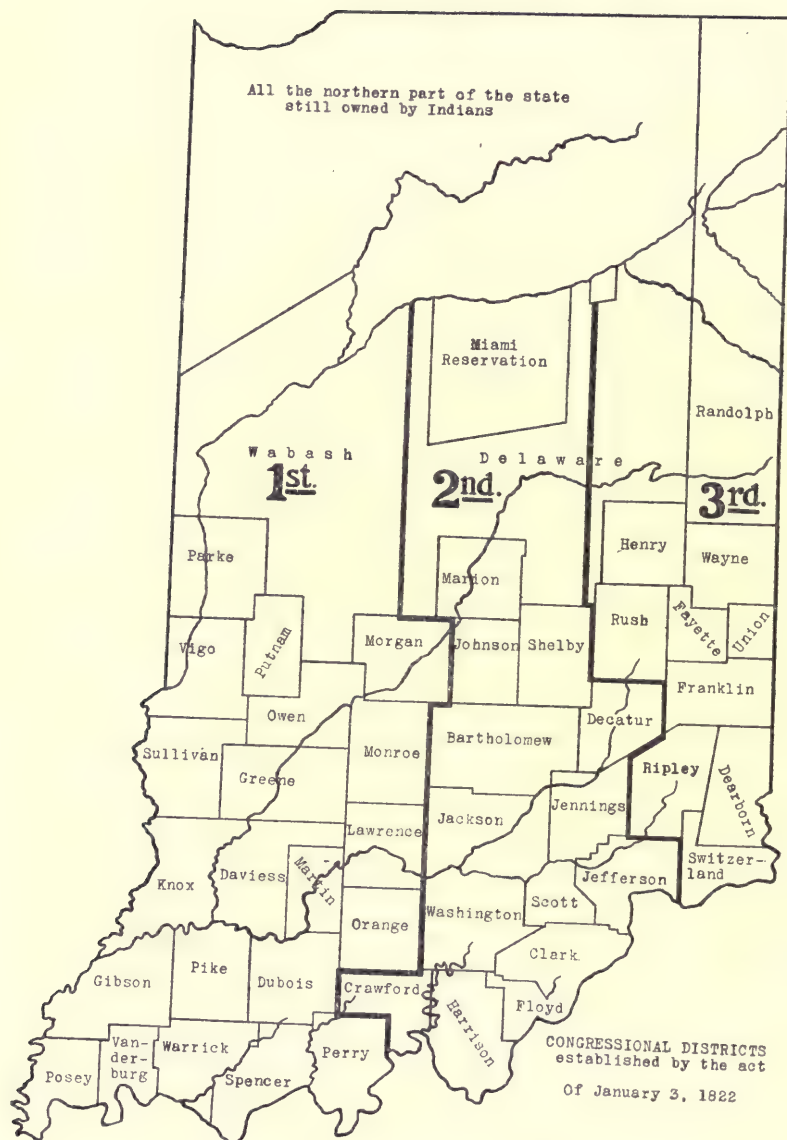 All the northern part of the state
still owned by Indians
Miami
Reservation
Randolph
Wabash
Delaware
1st.
2nd.
3rd.
Parke
Henry
Wayne
Marion
Putnam
Morgan
Johnson
Shelby
Rush
Fayette
Union
Vigo
Owen
Franklin
Decatur
Sullivan
Monroe
Bartholomew
Greene
Ripley
Dearborn
Jennings
Jackson
Lawrence
Switzer-
land
Knox
Daviess
Martin
Jefferson
Scott
Washington
Orange
Clark
Gibson
Pike
Dubois
Crawford
Harrison
Floyd
Posey
Van-
der-
burg
Warrick
Spencer
Perry
CONGRESSIONAL DISTRICTS
established by the act
Of January 3, 1822